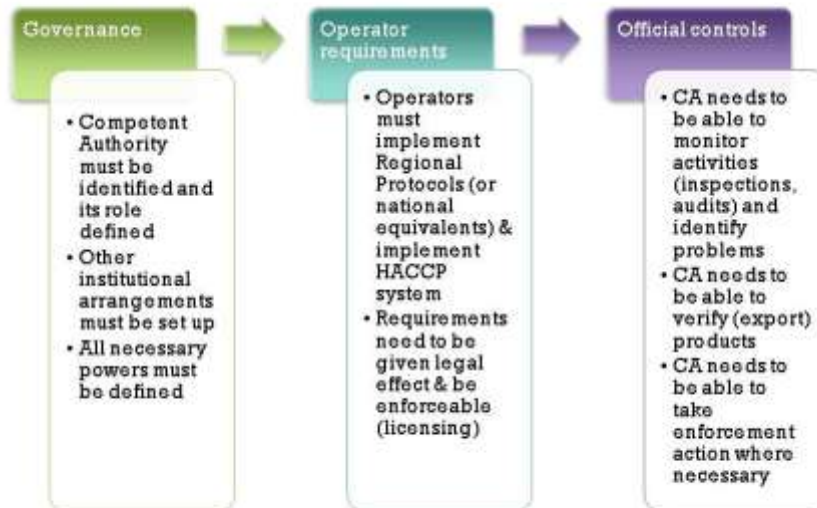 Governance
• Competent
Authority
must be
identified and
its role
defined
• Other
institutional
arrangements
must be set up
• All necessary
powers must
be defined
Operator
requirements
• Operators
must
implement
Regional
Protocols (or
national
equivalents) &
implement
HACCP
system
• Requirements
need to be
given legal
effect & be
enforceable
(licensing)
Official controls
• CA needs to
be able to
monitor
activities
(inspections,
audits) and
identify
problems
• CA needs to
be able to
verify (export)
products
• CA needs to
be able to
take
enforcement
action where
necessary